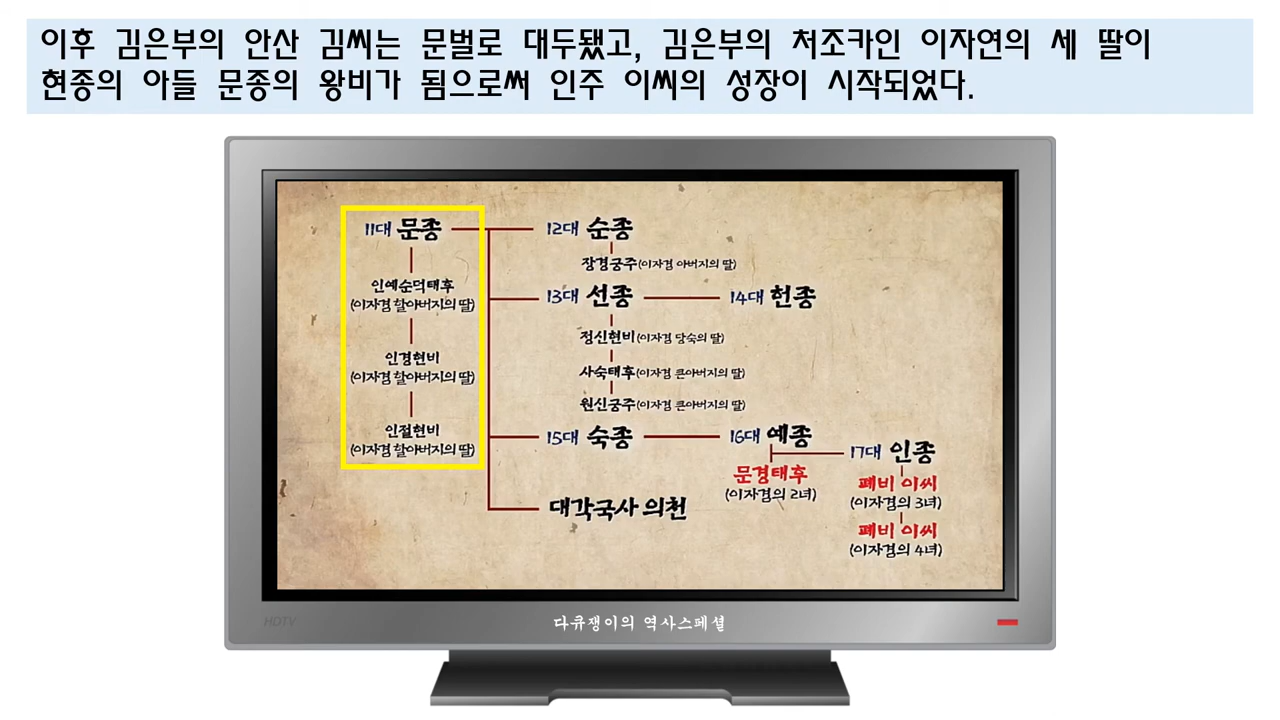 이후 김은부의 안산 김씨는 문벌로 대두됐고, 김은부의 처조카인 이자연의 세 딸이
현종의 아들 문종의 왕비가 됨으로써 인주 이씨의 성장이 시작되었다.
11대 문종
인예순덕태후
(이자겸 할아버지의 딸)
인경현비
(이자겸 할아버지의 딸)
인절현비
(이자겸 할아버지의 딸)
12대 순종
장경궁주(이자겸 아버지의 딸)
13대 선종
14대 헌종
정신현비(이자겸 당숙의 딸)
사숙태후(이자겸 큰아버지의 딸)
원신궁주(이자겸 큰아버지의 딸)
15대 숙종
16대 예종
문경태후
(이자겸의 2녀)
17대 인종
폐비 이씨
(이자겸의 3녀)
폐비 이씨
(이자겸의 4녀)
대각국사 의천
HDTV
다큐쟁이의 역사스페셜